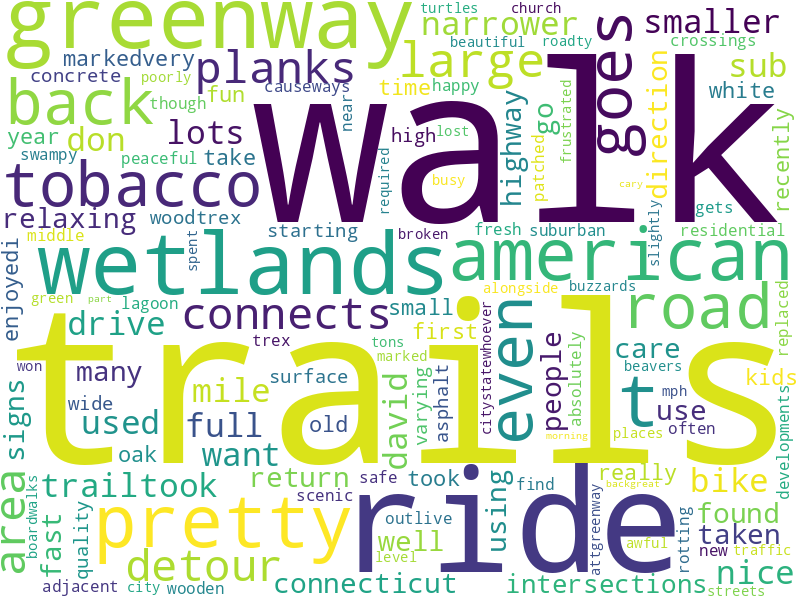 greenway
turtles
church
narrower
smaller
beautiful
roadty
crossings
markedvery
concrete
poorly
planks
large
goes
sub
causeways
time
happy
white
back
though
fun
near
walk
highway
go
patched
frustrated
direction
recently
year
don
lots
high
lost
swampy
peaceful
take
required
busy
cary
tobacco
relaxing
woodtrex
gets
middle
starting
broken
fresh
suburban
slightly
residential
enjoyedi
spent
wetlands
american
green
part
lagoon
connects
small
alongside
buzzards
road
replaced
drive
trex
tons
marked
first
citystatewhoever
even
people
absolutely
care
beavers
won
many
surface
mile
trails
t
mph
kids
signs
wide
used
full
old
david
varying
asphalt
use
often
oak
want
morning
places
developments
area
trailtook
return
safe
took
using
find
really
bike
boardwalks
fast
quality
pretty
scenic
ride
outlive
well
level
attgreenway
backgreat
rotting
found
taken
awful
new
traffic
detour
nice
adjacent
city
wooden
connecticut
intersections
streets